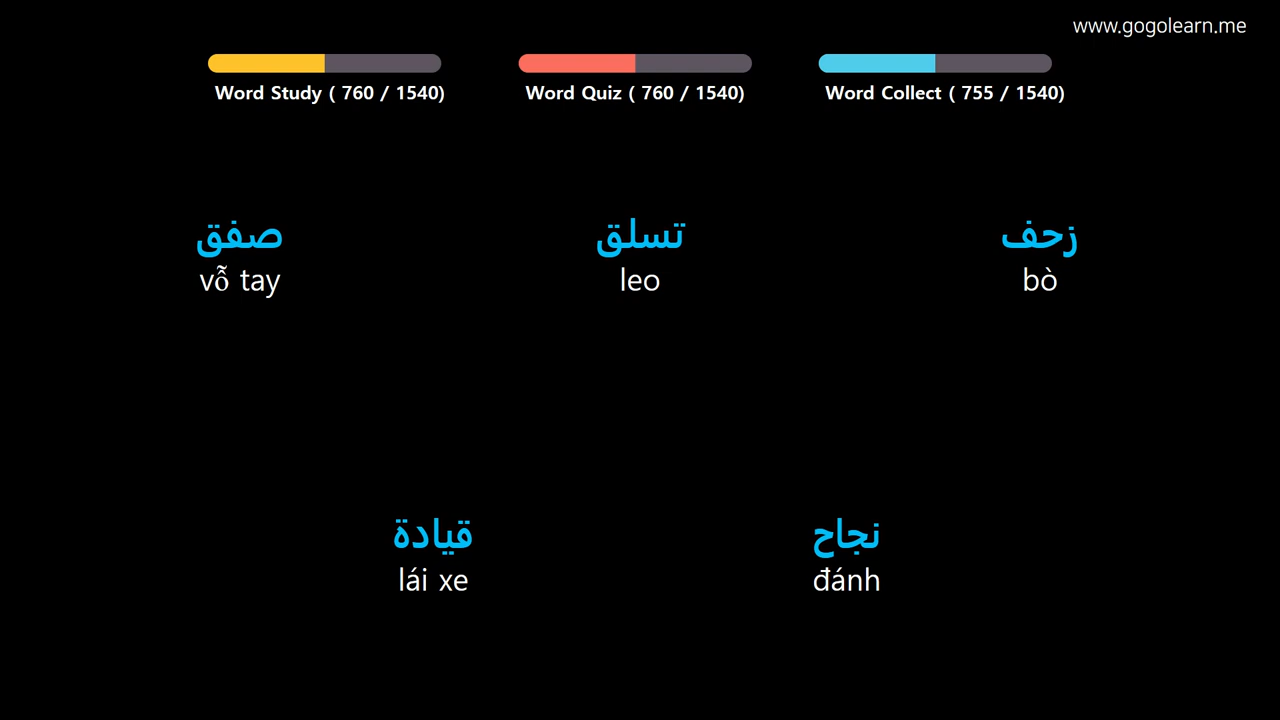 www.gogolearn.me
Word Study ( 760 / 1540)
Word Quiz ( 760 / 1540)
Word Collect ( 755 / 1540)
صفق
vỗ tay
تسلق
leo
زحف
bò
قيادة
lái xe
نجاح
đánh